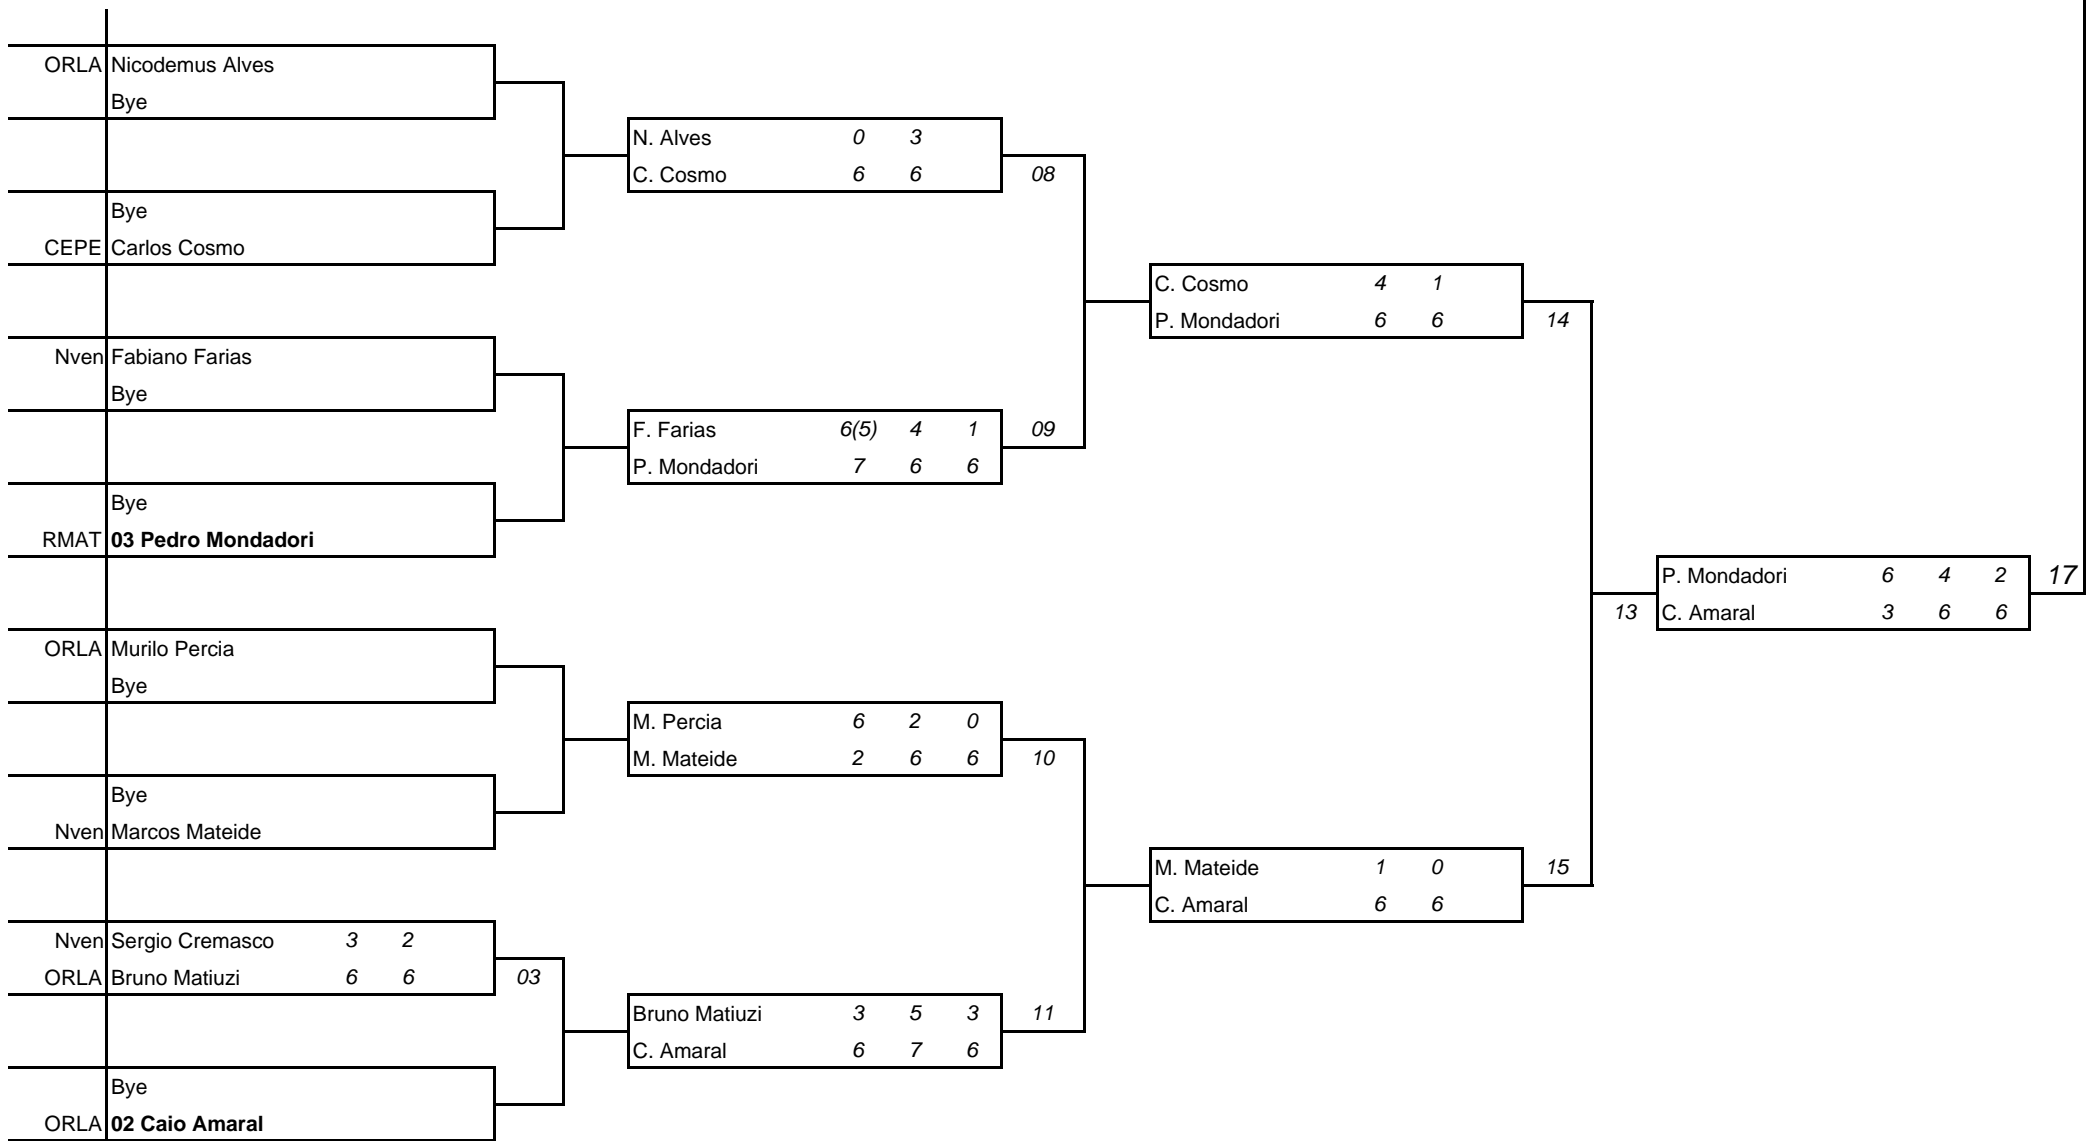 ORLA Nicodemus Alves
Bye
N. Alves 0 3
C. Cosmo 6 6 08
Bye
CEPE Carlos Cosmo
C. Cosmo 4 1
P. Mondadori 6 6 14
Nven Fabiano Farias
Bye
F. Farias 6(5) 4 1 09
P. Mondadori 7 6 6
Bye
RMAT 03 Pedro Mondadori
P. Mondadori 6 4 2 17
13 C. Amaral 3 6 6
ORLA Murilo Percia
Bye
M. Percia 6 2 0
M. Mateide 2 6 6 10
Bye
Nven Marcos Mateide
M. Mateide 1 0 15
C. Amaral 6 6
Nven Sergio Cremasco 3 2
ORLA Bruno Matiuzi 6 6 03
Bruno Matiuzi 3 5 3 11
C. Amaral 6 7 6
Bye
ORLA 02 Caio Amaral